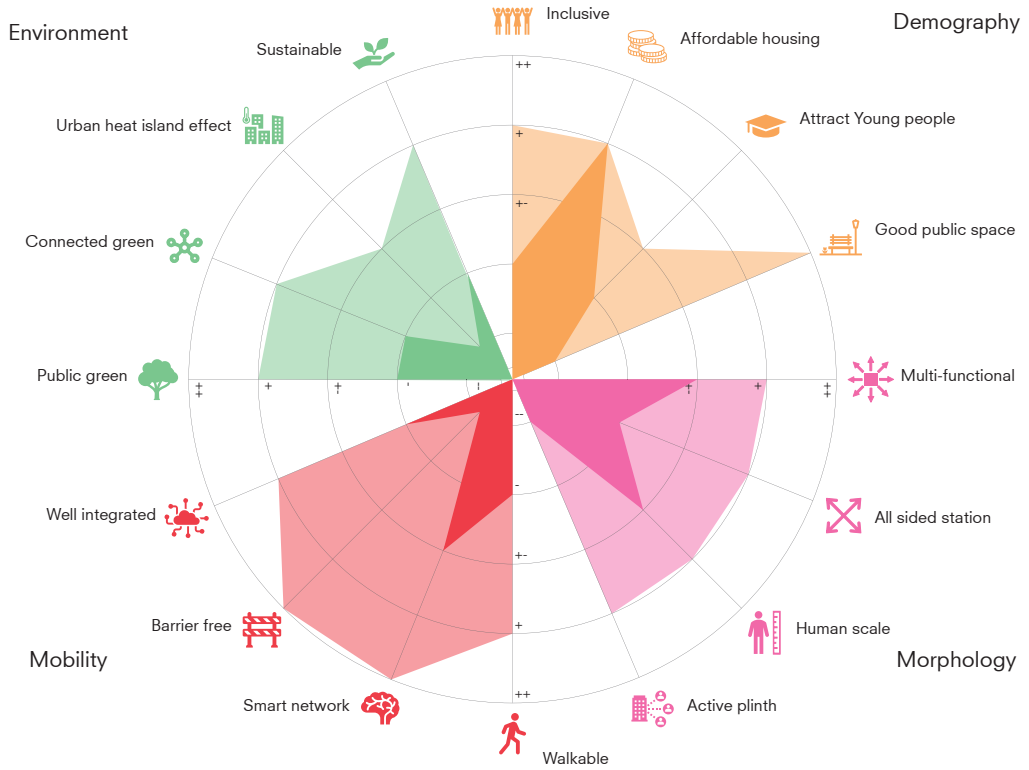 Inclusive
Demography
Environment
Affordable housing
Sustainable
++
Attract Young people
Urban heat island effect
+
+-
Good public space
Connected green
Public green
Multi-functional
++
+
+-
-
--
+-
+
++
--
-
Well integrated
All sided station
+-
Barrier free
+
Human scale
Mobility
Morphology
++
Smart network
Active plinth
Walkable